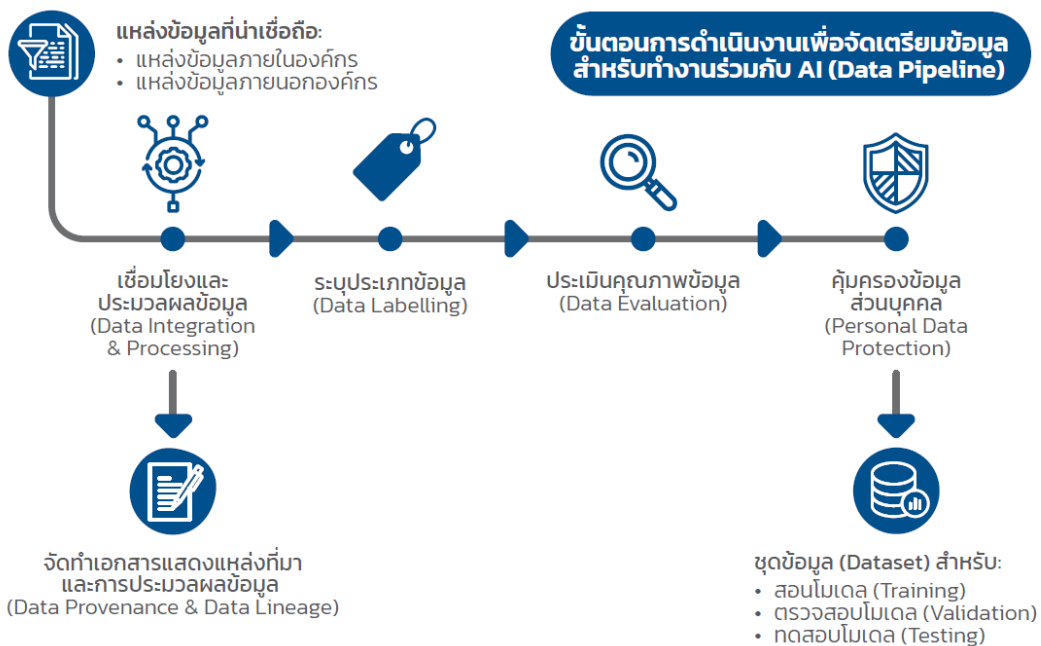 แหล่งข้อมูลที่น่าเชื่อถือ:
• แหล่งข้อมูลภายในองค์กร
• แหล่งข้อมูลภายนอกองค์กร
ขั้นตอนการดำเนินงานเพื่อจัดเตรียมข้อมูล
สำหรับทำงานร่วมกับ AI (Data Pipeline)
เชื่อมโยงและ
ประมวลผลข้อมูล
(Data Integration
& Processing)
ระบุประเภทข้อมูล
(Data Labelling)
ประเมินคุณภาพข้อมูล
(Data Evaluation)
คุ้มครองข้อมูล
ส่วนบุคคล
(Personal Data
Protection)
จัดทำเอกสารแสดงแหล่งที่มา
และการประมวลผลข้อมูล
(Data Provenance & Data Lineage)
ชุดข้อมูล (Dataset) สำหรับ:
• สอนโมเดล (Training)
• ตรวจสอบโมเดล (Validation)
• ทดสอบโมเดล (Testing)